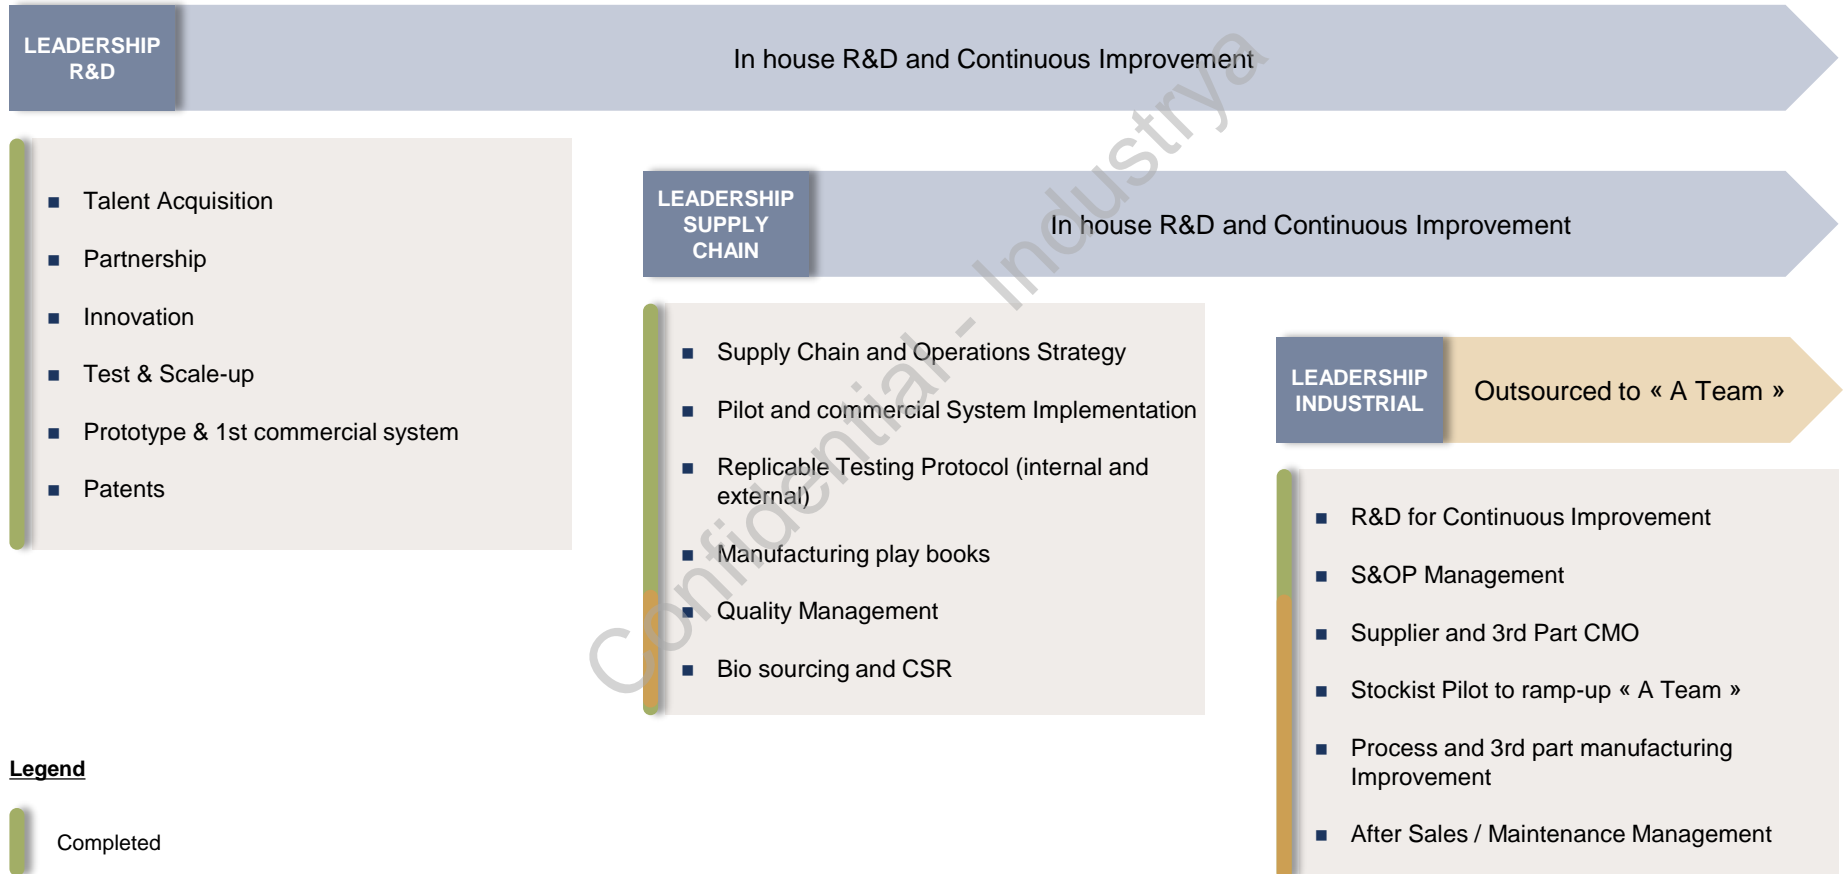 LEADERSHIP
R&D
In house R&D and Continuous Improvement
Talent Acquisition
Partnership
Innovation
Test & Scale-up
Prototype & 1st commercial system
Patents
LEADERSHIP
SUPPLY
CHAIN
In house R&D and Continuous Improvement
Supply Chain and Operations Strategy
Pilot and commercial System Implementation
Replicable Testing Protocol (internal and
external)
Manufacturing play books
Quality Management
Bio sourcing and CSR
LEADERSHIP
INDUSTRIAL
Outsourced to « A Team »
R&D for Continuous Improvement
S&OP Management
Supplier and 3rd Part CMO
Stockist Pilot to ramp-up « A Team »
Process and 3rd part manufacturing
Improvement
After Sales / Maintenance Management
Legend
Completed
Confidential - Industrya